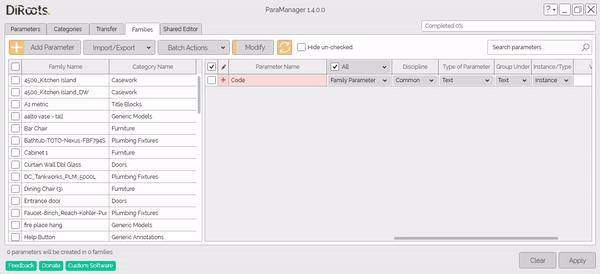 DiRoots.
ParaManager 1.4.0.0
?
Parameters Categories Transfer Families Shared Editor
Completed 0%
Add Parameter Import/Export Batch Actions Modify Hide un-checked Search parameters..
Family Name Category Name Parameter Name All Discipline Type of Parameter Group Under Instance/Type
4500_Kitchen Island Casework Code Family Parameter Common Text Text Instance
4500_Kitchen Island_DW Casework
A1 metric Title Blocks
aalto vase - tall Generic Models
Bar Chair Furniture
Bathtub-TOTO-Nexus-FBF794S Plumbing Fixtures
Cabinet 1 Furniture
Curtain Wall Dbl Glass Doors
DC_Tankworks_PLM_5000L Plumbing Fixtures
Dining Chair (3) Furniture
Entrance door Doors
Faucet-8inch_Reach-Kohler-Pu Plumbing Fixtures
fire place hang Generic Models
Help Button Generic Annotations
0 parameters will be created in 0 families
Feedback Donate Custom Software Clear Apply